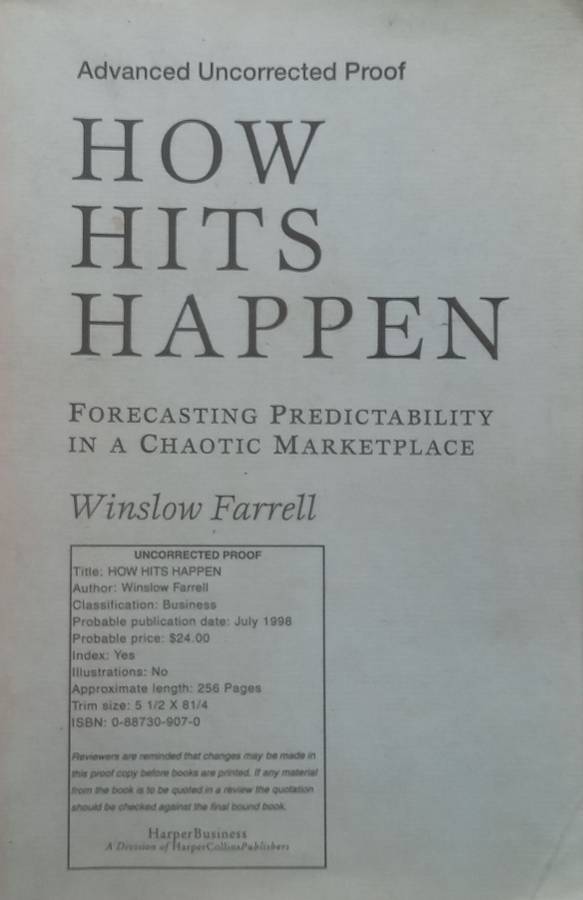 Advanced Uncorrected Proof
HOW
HITS
HAPPEN
FORECASTING PREDICTABILITY
IN A CHAOTIC MARKETPLACE
Winslow Farrell
UNCORRECTED PROOF
Title: HOW HITS HAPPEN
Author: Winslow Farrell
Classification: Business
Probable publication date: July 1998
Probable price: $24.00
Index: Yes
Illustrations: No
Approximate length: 256 Pages
Trim size: 5 1/2 X 81/4
ISBN: 0-88730-907-0
Reviewers are reminded that changes may be made in
this proof copy before books are printed. If any material
from the book is to be quoted in a review the quotation
should be checked against the final bound book.
HarperBusiness
A Division of HarperCollinsPublishers